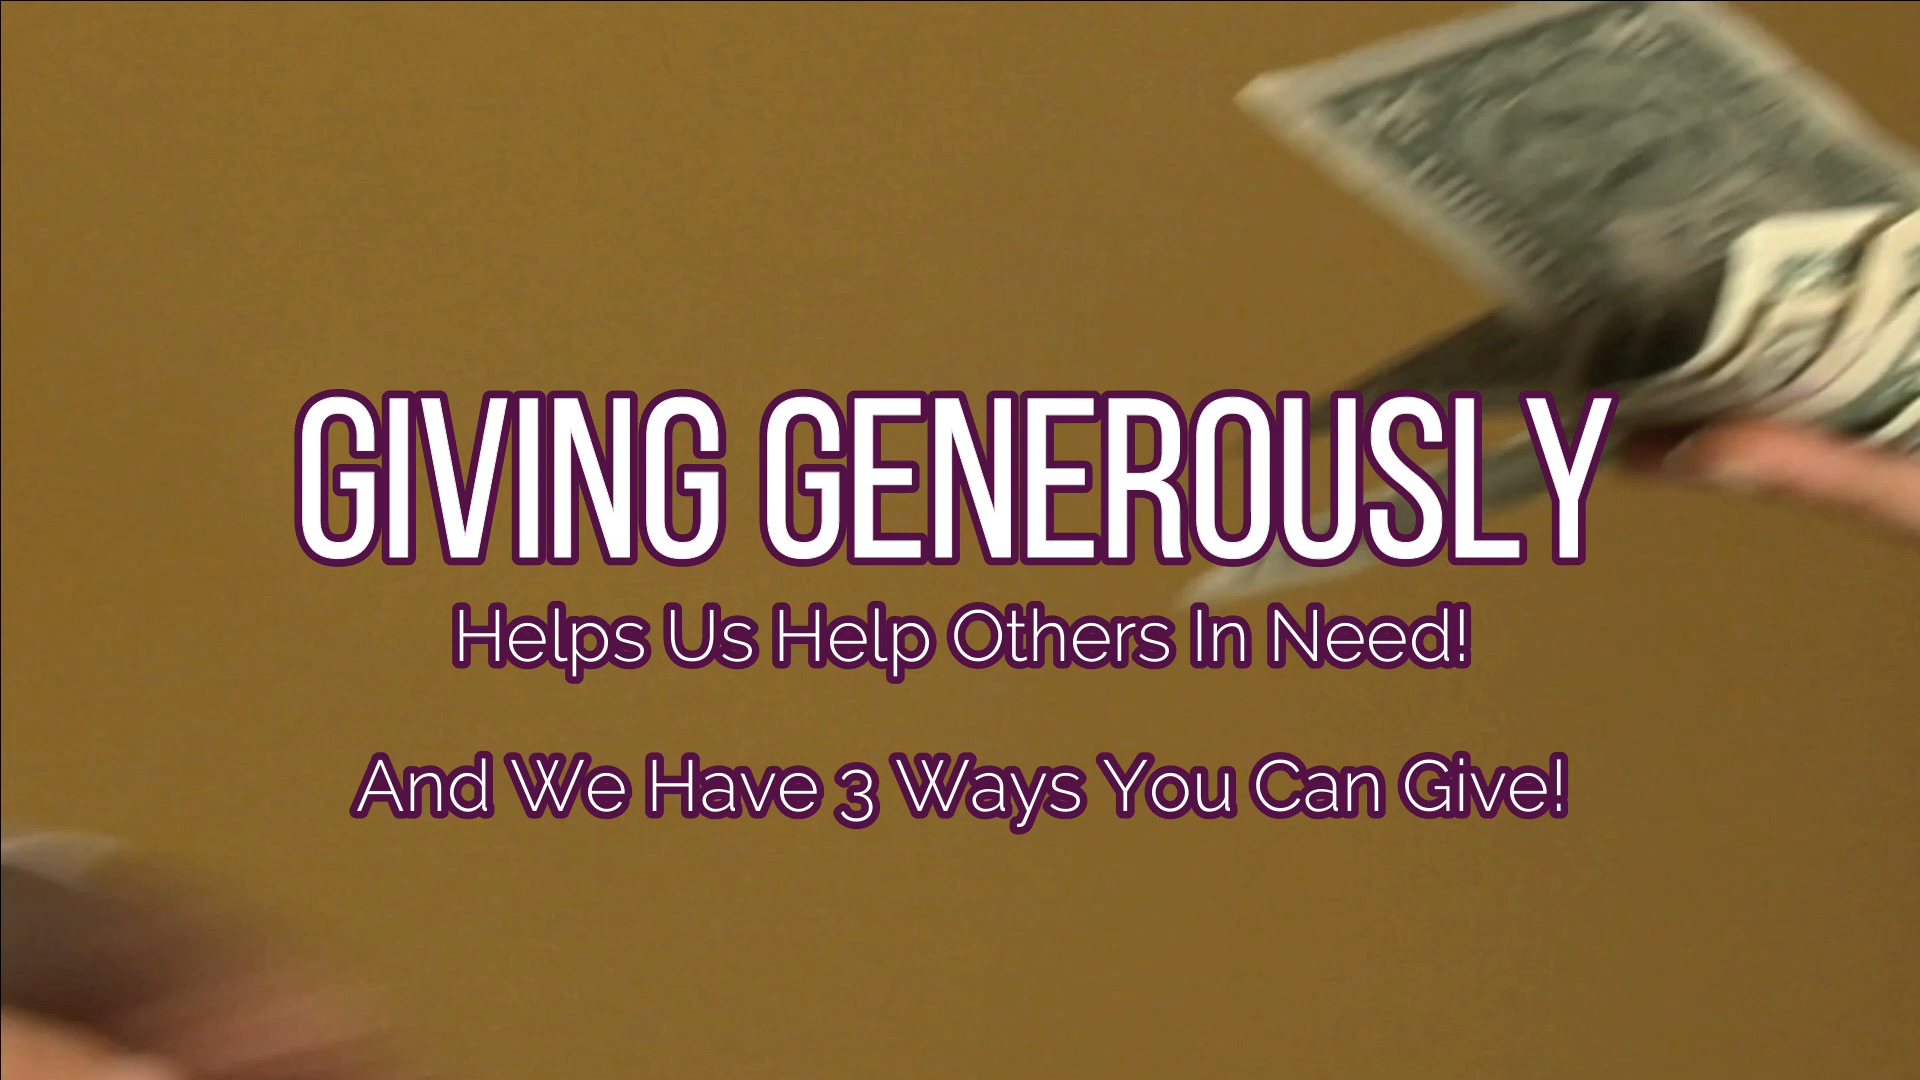 GIVING GENEROUSLY
Helps Us Help Others In Need!
And We Have 3 Ways You Can Give!